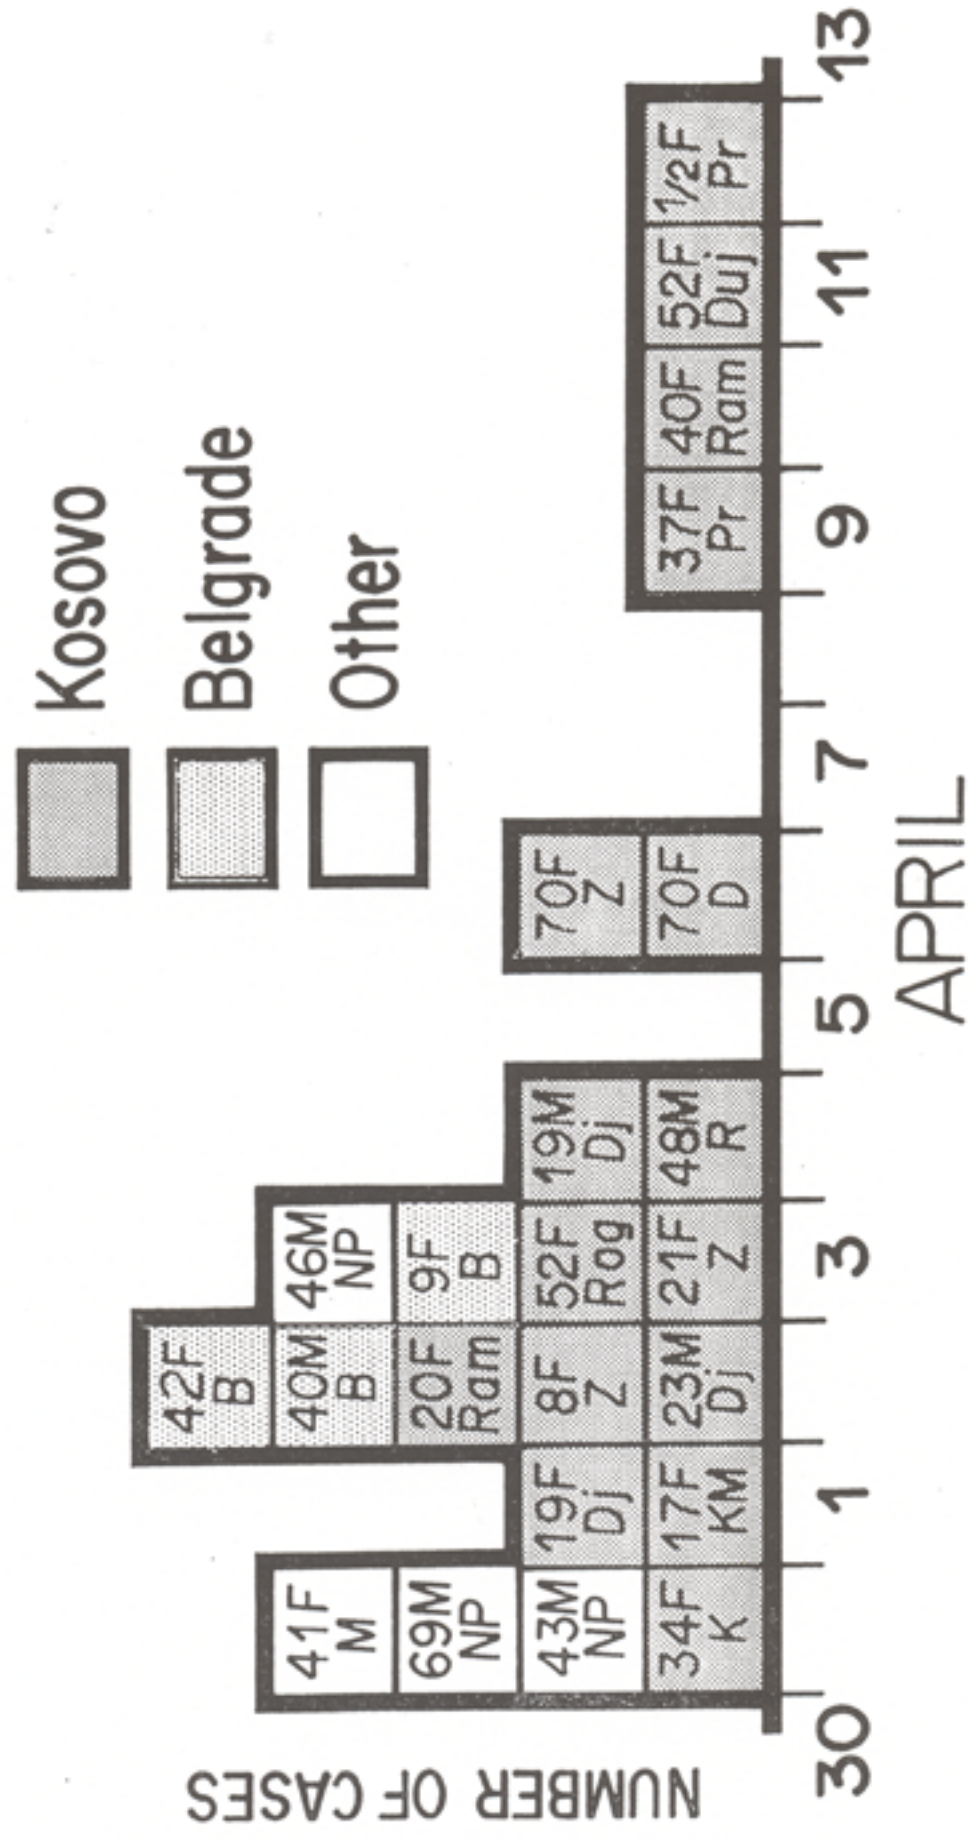 Kosovo
Belgrade
Other
NUMBER OF CASES
42F
B
41F 40M 46M
M B NP
69M 20F 9F
NP Ram B
43M 19F 8F 52F 19M 70F
NP Dj Z Rog Dj Z
34F 17F 23M 21F 48M 70F 37F 40F 52F 1/2F
K KM Dj Z R D Pr Ram Duj Pr
30 1 3 5 7 9 11 13
APRIL